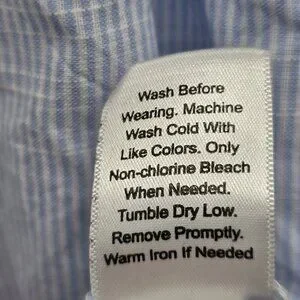 Wash Before
Wearing. Machine
Wash Cold With
Like Colors. Only
Non-chlorine Bleach
When Needed.
Tumble Dry Low.
Remove Promptly.
Warm Iron If Needed